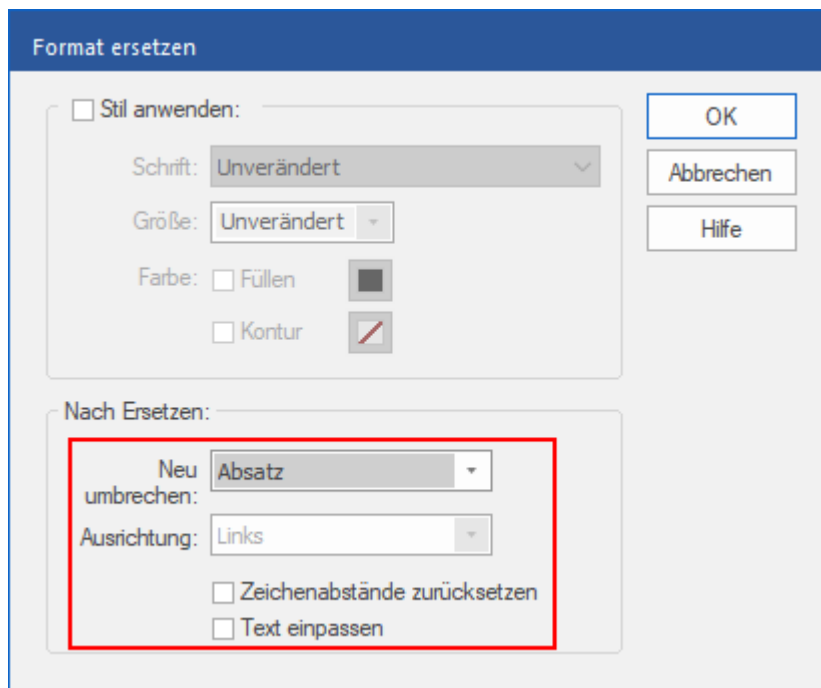 Format ersetzen
Stil anwenden:
OK
Schrift: Unverändert
Abbrechen
Größe: Unverändert
Hilfe
Farbe: Füllen
Kontur
Nach Ersetzen:
Neu
umbrechen: Absatz
Ausrichtung: Links
Zeichenabstände zurücksetzen
Text einpassen